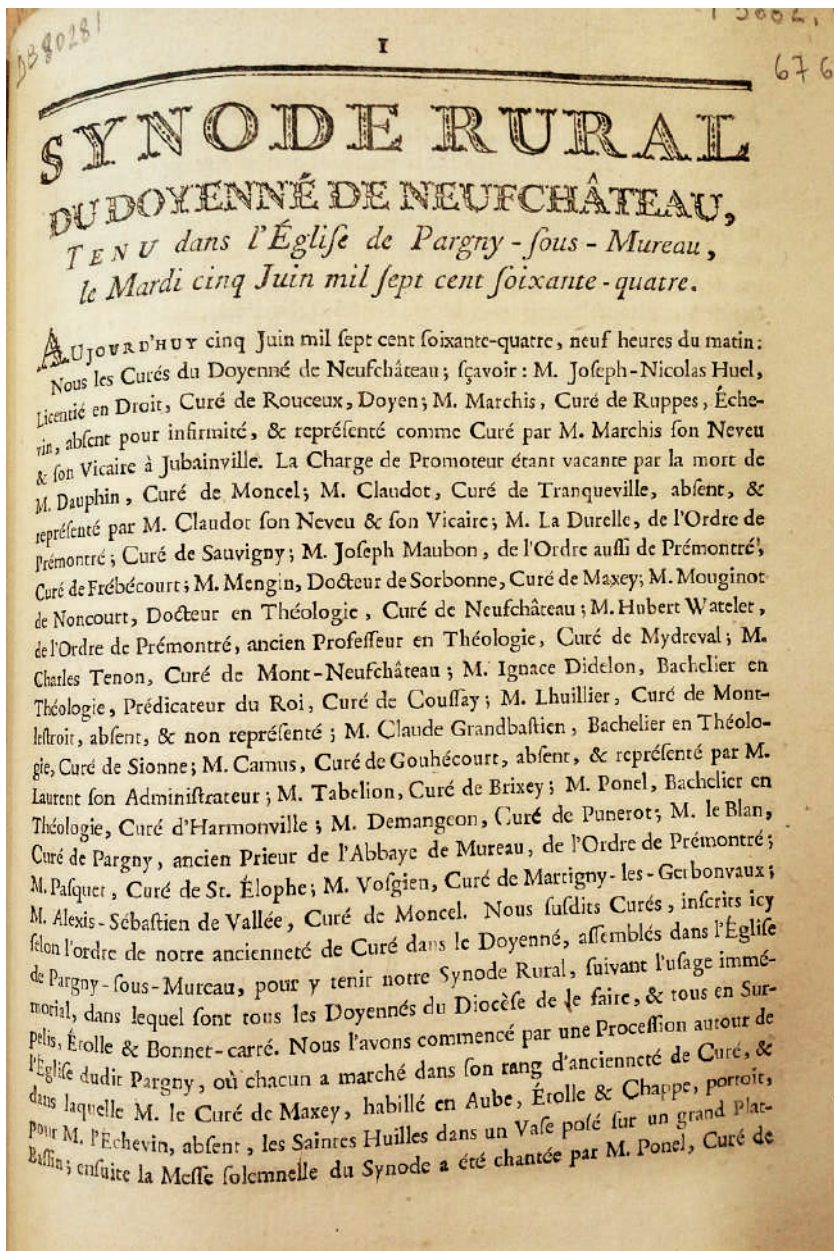 DB80281
I
676
SYNODE RURAL
DU DOYENNÉ DE NEUFCHÂTEAU,
TENU dans l'Égliſe de Pargny-ſous-Mureau,
le Mardi cinq Juin mil ſept cent ſoixante-quatre.
AUJOURD'HUY cinq Juin mil ſept cent ſoixante-quatre, neuf heures du matin:
Nous les Curés du Doyenné de Neufchâteau; ſçavoir: M. Joſeph-Nicolas Huel,
Licentié en Droit, Curé de Rouceux, Doyen; M. Marchis, Curé de Ruppes, Éche-
vin, abſent pour infirmité, & repréſenté comme Curé par M. Marchis ſon Neveu
& ſon Vicaire à Jubainville. La Charge de Promoteur étant vacante par la mort de
M. Dauphin, Curé de Moncel; M. Claudot, Curé de Tranqueville, abſent, &
repréſenté par M. Claudot ſon Neveu & ſon Vicaire; M. La Durelle, de l'Ordre de
Prémontré; Curé de Sauvigny; M. Joſeph Maubon, de l'Ordre auſſi de Prémontré,
Curé de Frébécourt; M. Mengin, Docteur de Sorbonne, Curé de Maxey; M. Mouginot
de Noncourt, Docteur en Théologie, Curé de Neufchâteau; M. Hubert Watelet,
de l'Ordre de Prémontré, ancien Profeſſeur en Théologie, Curé de Mydreval; M.
Charles Tenon, Curé de Mont-Neufchâteau; M. Ignace Didelon, Bachelier en
Théologie, Prédicateur du Roi, Curé de Couſſay; M. Lhuillier, Curé de Mont-
leſtroit, abſent, & non repréſenté; M. Claude Grandbaſtien, Bachelier en Théolo-
gie, Curé de Sionne; M. Camus, Curé de Gouhécourt, abſent, & repréſenté par M.
Laurent ſon Adminiſtrateur; M. Tabelion, Curé de Brixey; M. Ponel, Bachelier en
Théologie, Curé d'Harmonville; M. Demangeon, Curé de Punerot; M. le Blan,
Curé de Pargny, ancien Prieur de l'Abbaye de Mureau, de l'Ordre de Prémontré;
M. Paſquet, Curé de St. Élophe; M. Voſgien, Curé de Martigny-les-Gerbonvaux;
M. Alexis-Sébaſtien de Vallée, Curé de Moncel. Nous ſuſdits Curés, inſcrits icy
ſelon l'ordre de notre ancienneté de Curé dans le Doyenné, aſſemblés dans l'Égliſe
de Pargny-ſous-Mureau, pour y tenir notre Synode Rural, ſuivant l'uſage immé-
morial, dans lequel ſont tous les Doyennés du Diocèſe de le faire, & tous en Sur-
pelis, Étolle & Bonnet-carré. Nous l'avons commencé par une Proceſſion autour de
l'Égliſe dudit Pargny, où chacun a marché dans ſon rang d'ancienneté de Curé, &
dans laquelle M. le Curé de Maxey, habillé en Aube, Étolle & Chappe, portoit,
pour M. l'Échevin, abſent, les Saintes Huilles dans un Vaſe poſé ſur un grand Plat-
Baſſin; enſuite la Meſſe ſolemnelle du Synode a été chantée par M. Ponel, Curé de